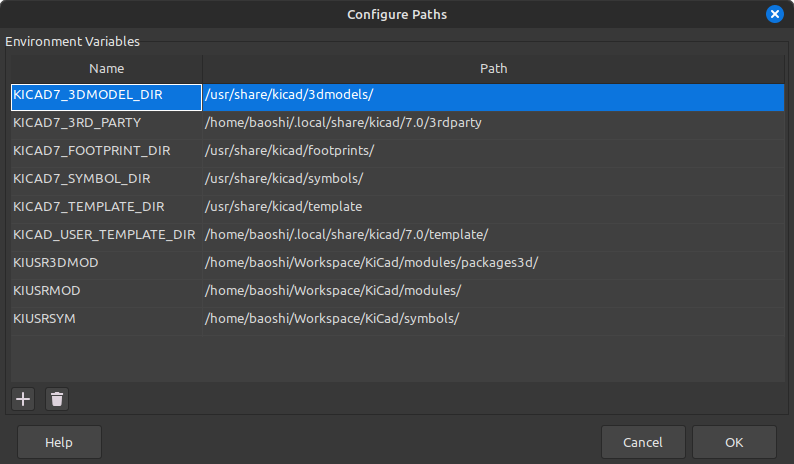 Configure Paths
Environment Variables
Name Path
KICAD7_3DMODEL_DIR /usr/share/kicad/3dmodels/
KICAD7_3RD_PARTY /home/baoshi/.local/share/kicad/7.0/3rdparty
KICAD7_FOOTPRINT_DIR /usr/share/kicad/footprints/
KICAD7_SYMBOL_DIR /usr/share/kicad/symbols/
KICAD7_TEMPLATE_DIR /usr/share/kicad/template
KICAD_USER_TEMPLATE_DIR /home/baoshi/.local/share/kicad/7.0/template/
KIUSR3DMOD /home/baoshi/Workspace/KiCad/modules/packages3d/
KIUSRMOD /home/baoshi/Workspace/KiCad/modules/
KIUSRSYM /home/baoshi/Workspace/KiCad/symbols/
Help Cancel OK